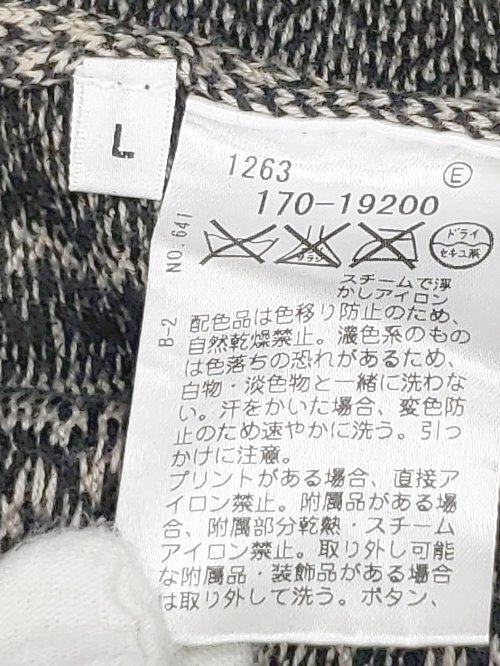 L
1263 Ⓔ
170-19200
NO.641
ドライ
セキユ系
スチームで浮
かしアイロン
B-2
配色品は色移り防止のため、
自然乾燥禁止。濃色系のもの
は色落ちの恐れがあるため、
白物・淡色物と一緒に洗わな
い。汗をかいた場合、変色防
止のため速やかに洗う。引っ
かけに注意。
プリントがある場合、直接ア
イロン禁止。附属品がある場
合、附属部分乾熱・スチーム
アイロン禁止。取り外し可能
な附属品・装飾品がある場合
は取り外して洗う。ボタン、